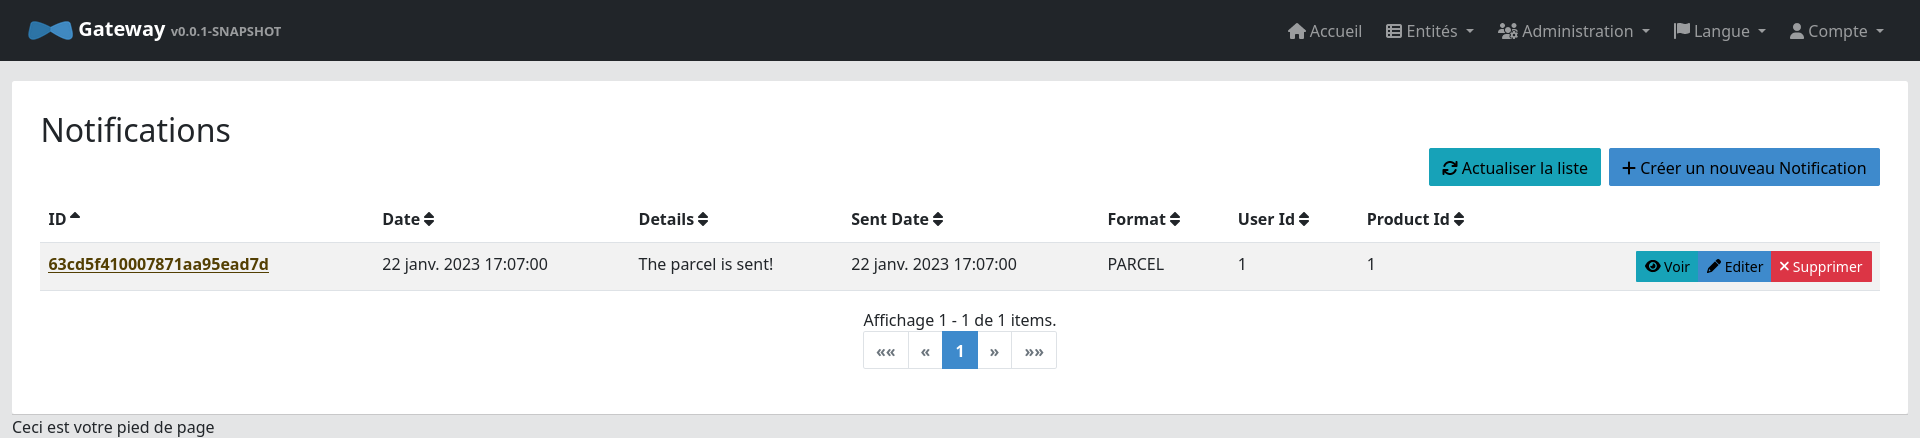 Gateway v0.0.1-SNAPSHOT Accueil Entités Administration Langue Compte
Notifications
Actualiser la liste Créer un nouveau Notification
ID Date Details Sent Date Format User Id Product Id
63cd5f410007871aa95ead7d 22 janv. 2023 17:07:00 The parcel is sent! 22 janv. 2023 17:07:00 PARCEL 1 1 Voir Editer Supprimer
Affichage 1 - 1 de 1 items.
«« « 1 » »»
Ceci est votre pied de page